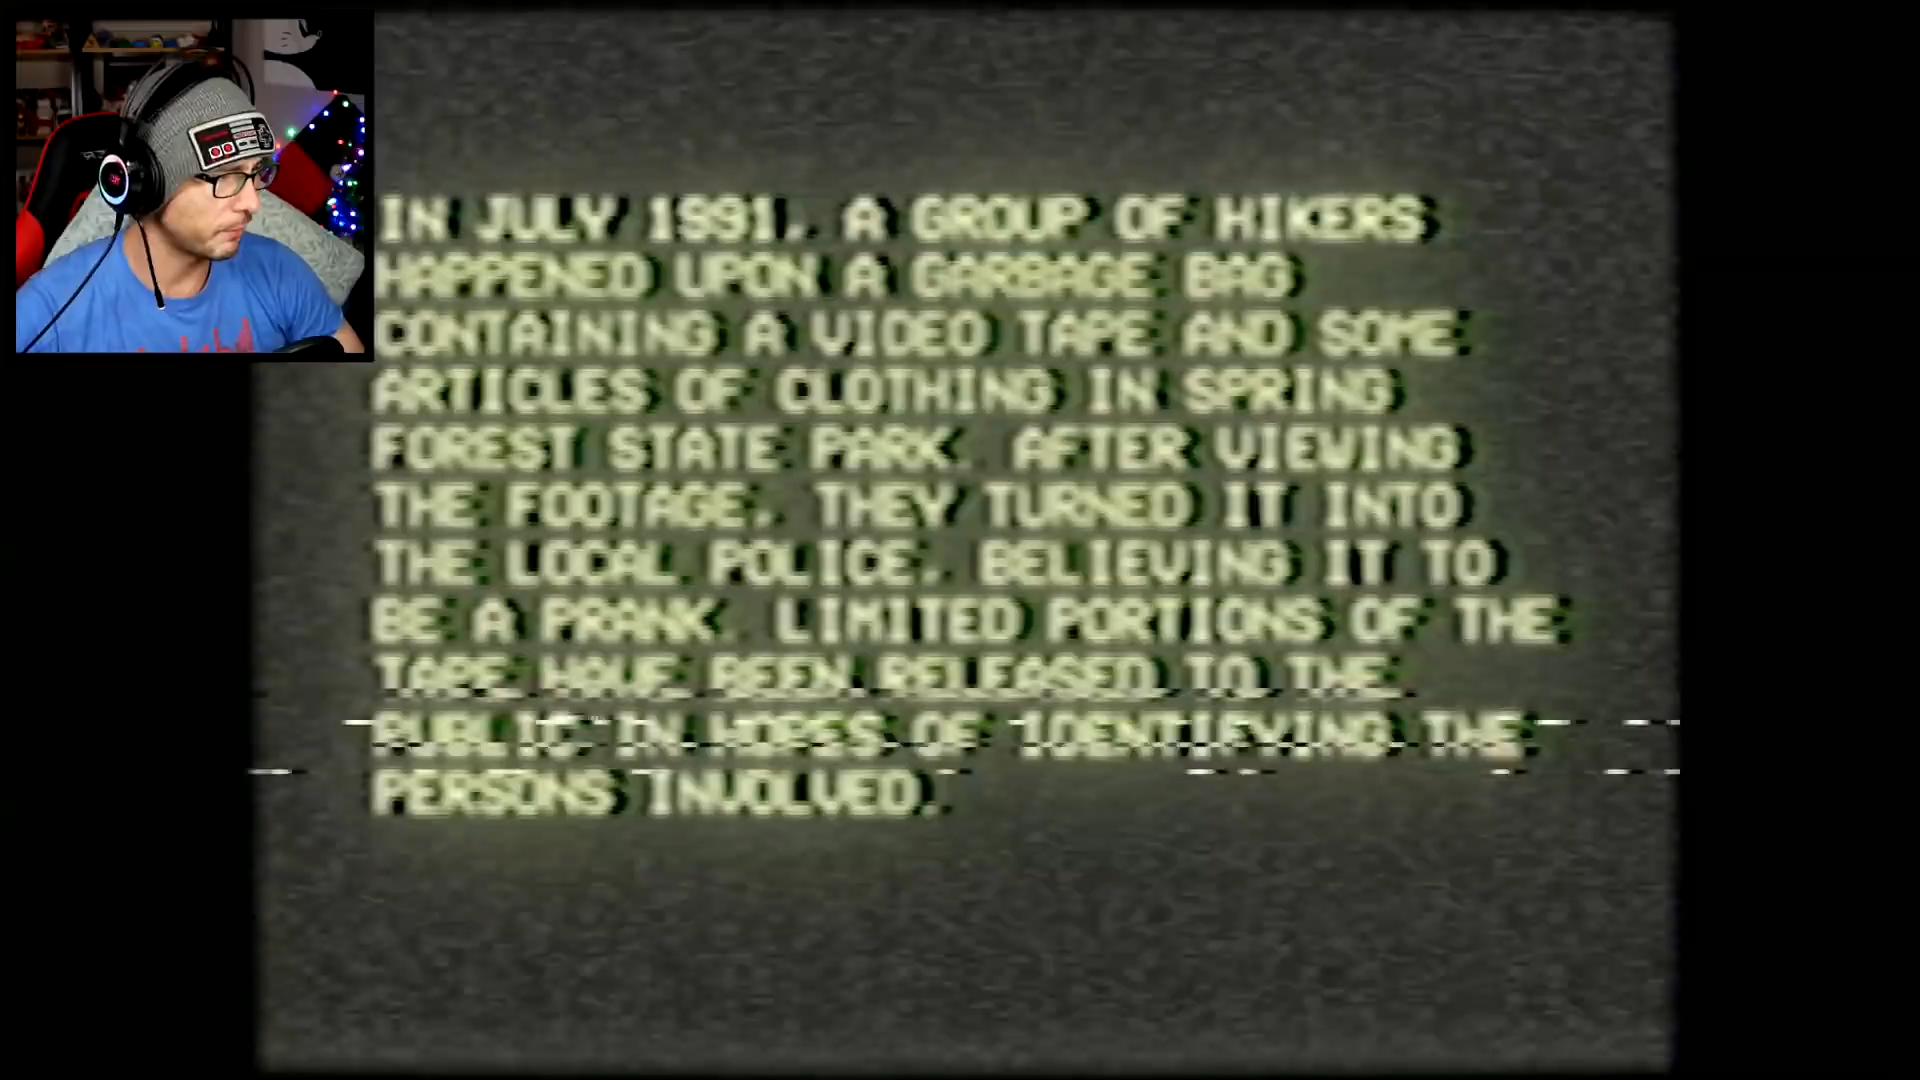 IN JULY 1991, A GROUP OF HIKERS
HAPPENED UPON A GARBAGE BAG
CONTAINING A VIDEO TAPE AND SOME
ARTICLES OF CLOTHING IN SPRING
FOREST STATE PARK. AFTER VIEWING
THE FOOTAGE, THEY TURNED IT INTO
THE LOCAL POLICE, BELIEVING IT TO
BE A PRANK. LIMITED PORTIONS OF THE
TAPE HAVE BEEN RELEASED TO THE
PUBLIC IN HOPES OF IDENTIFYING THE
PERSONS INVOLVED.